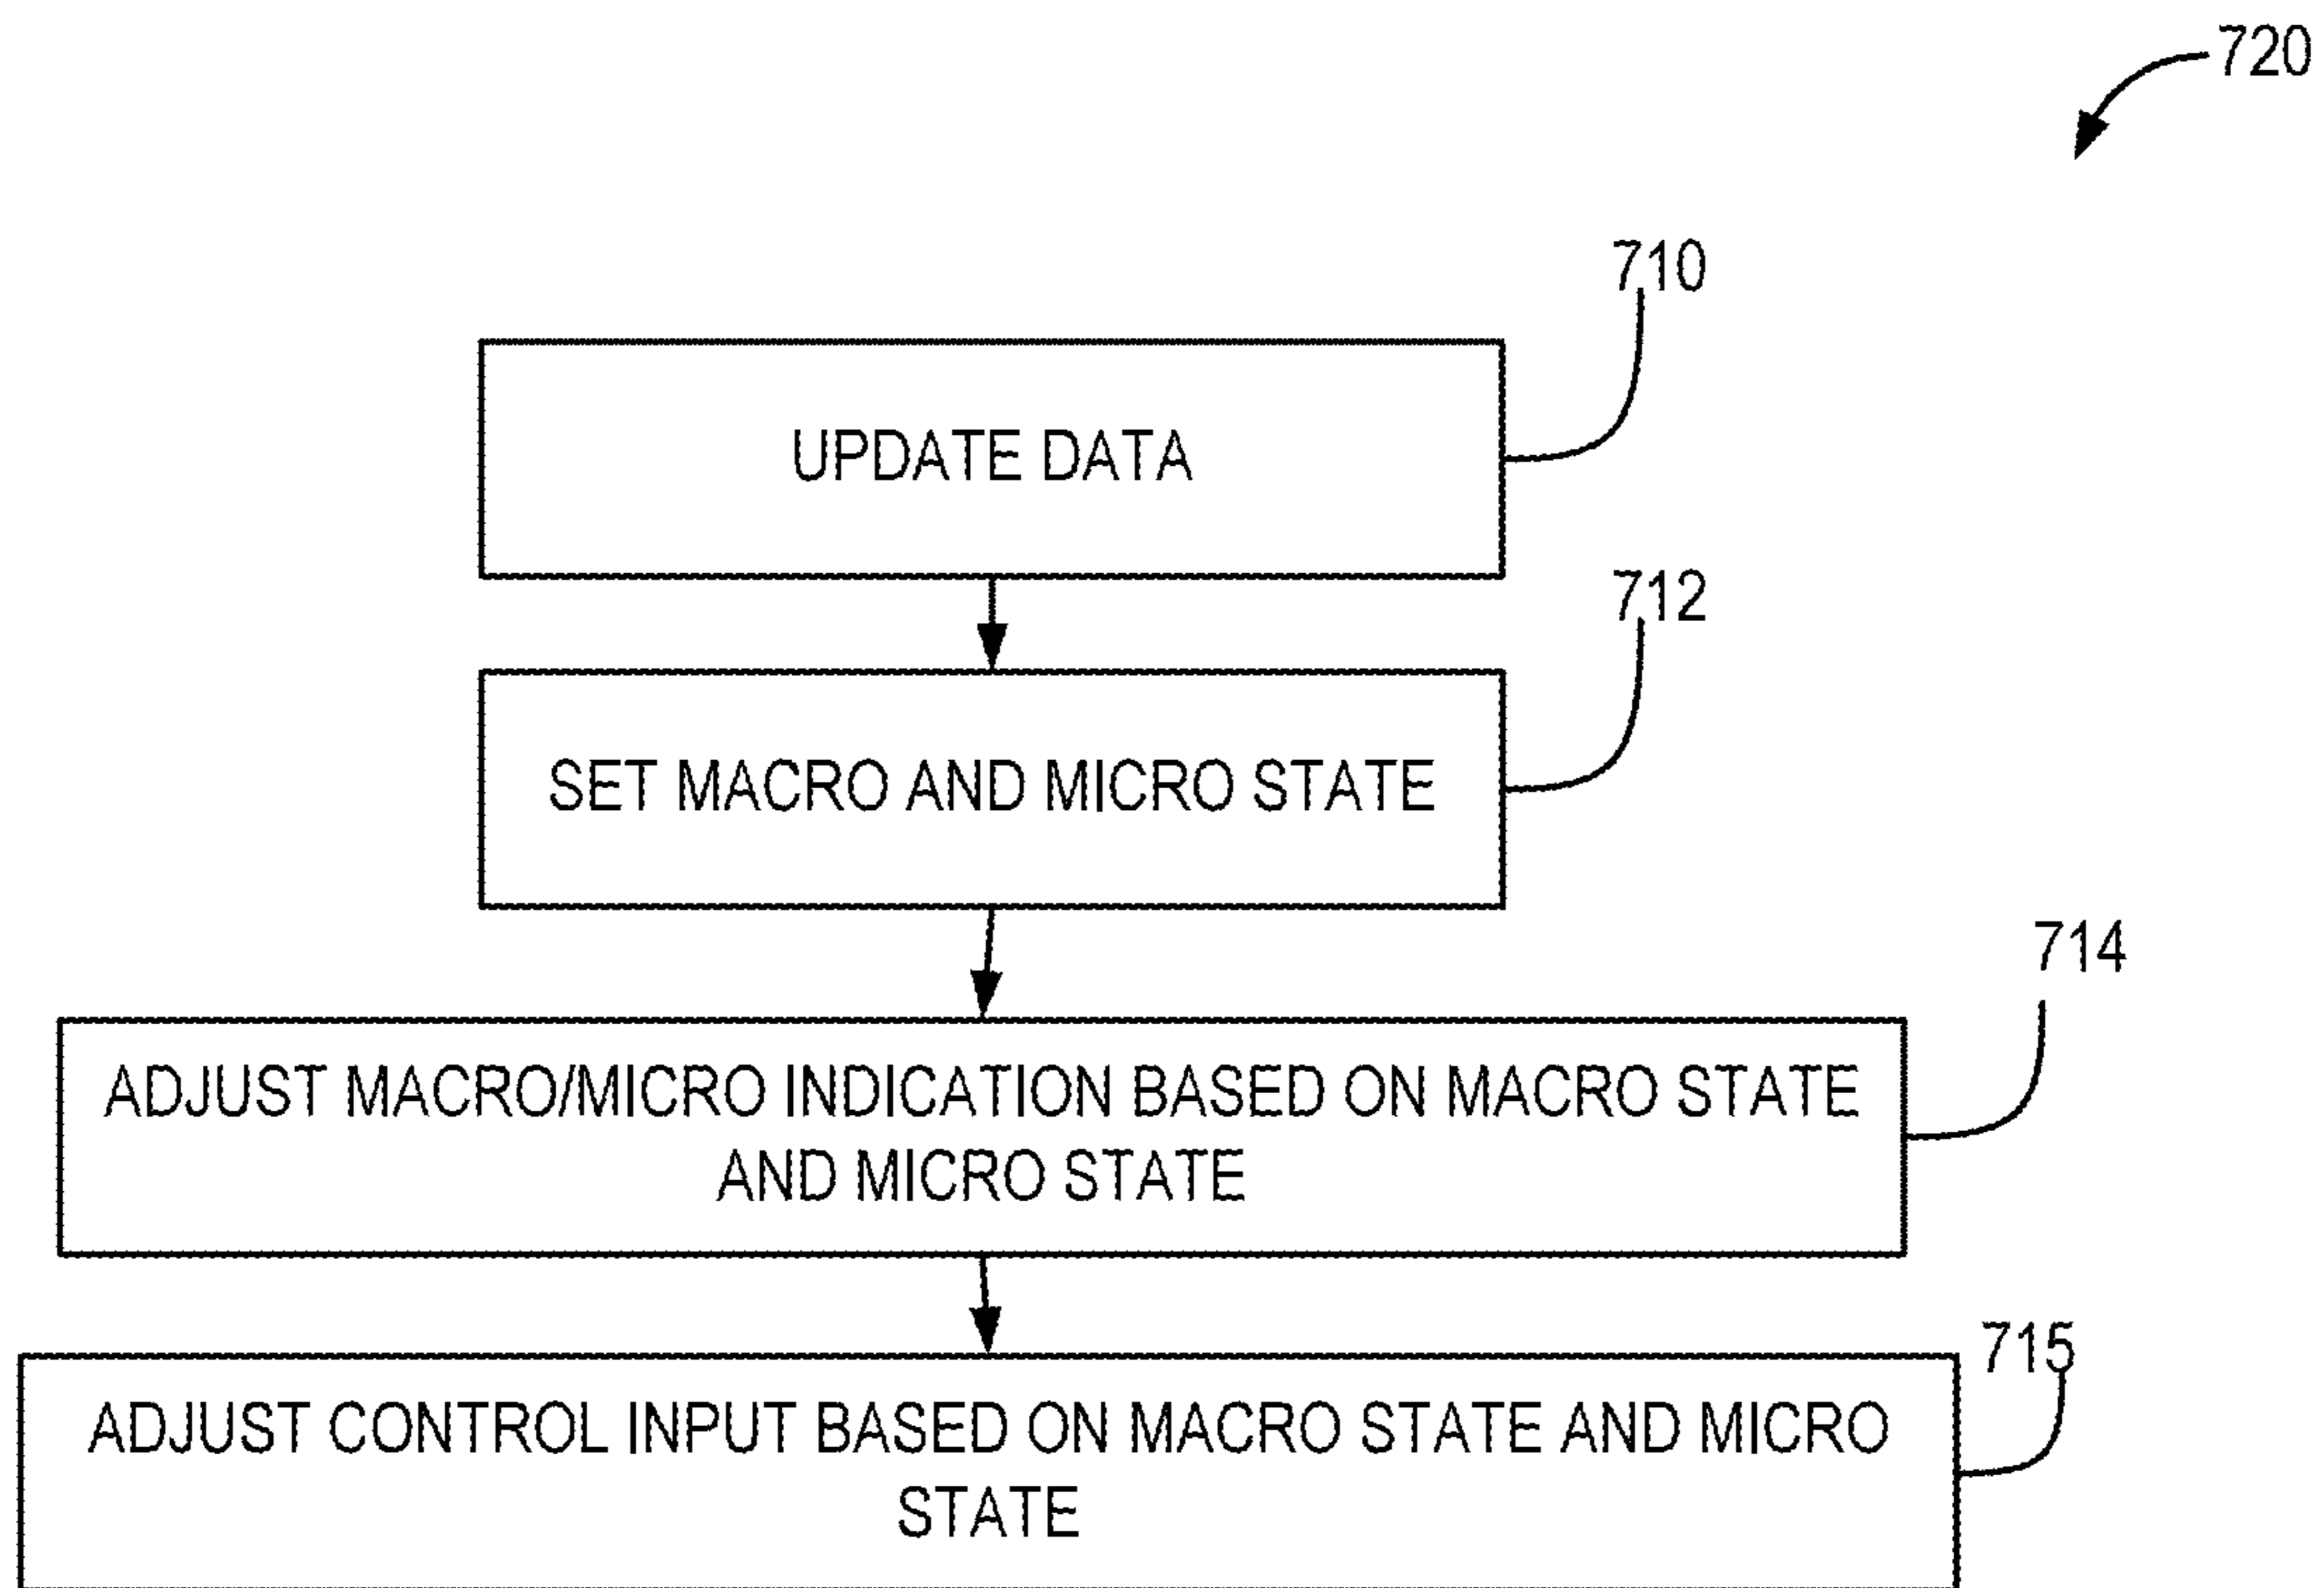 720
710
UPDATE DATA
712
SET MACRO AND MICRO STATE
714
ADJUST MACRO/MICRO INDICATION BASED ON MACRO STATE
AND MICRO STATE
715
ADJUST CONTROL INPUT BASED ON MACRO STATE AND MICRO
STATE